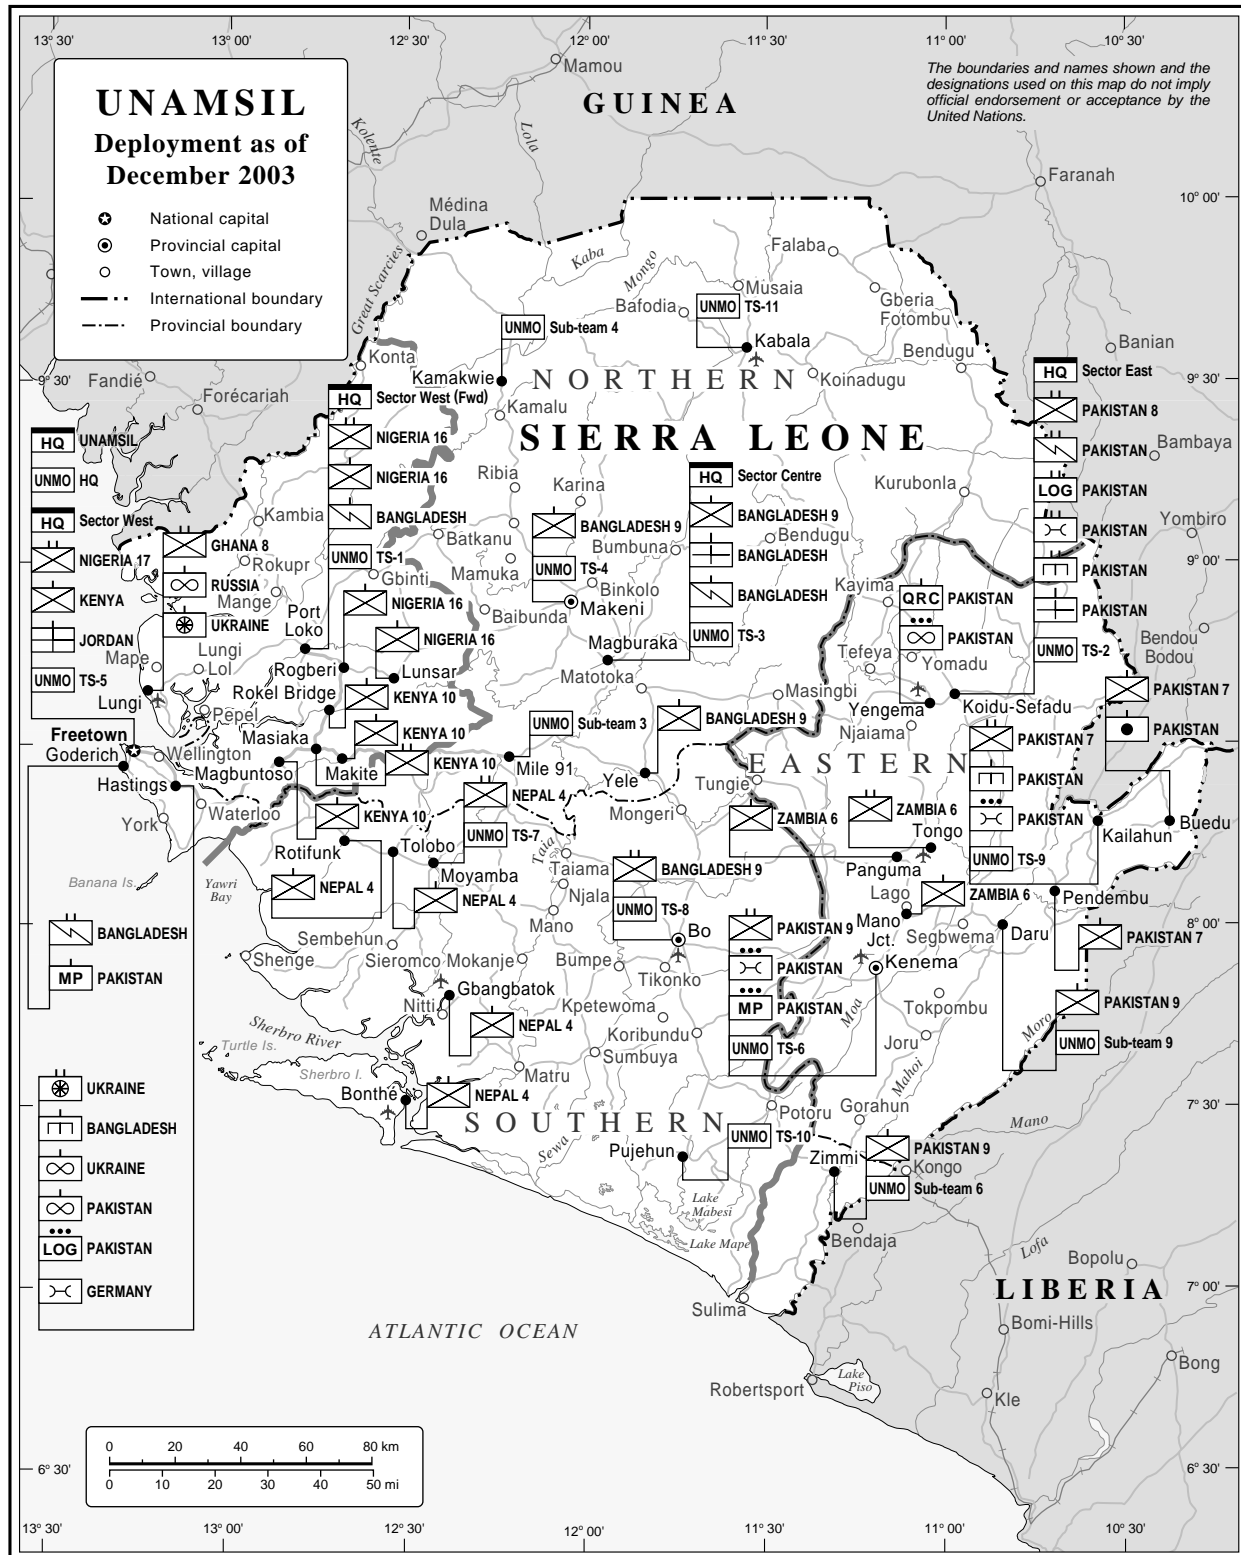 13° 30'
12° 30'
12° 00'
11° 30'
11° 00'
10° 30'
UNAMSIL
Deployment as of
December 2003
National capital
Provincial capital
Town, village
International boundary
Provincial boundary
The boundaries and names shown and the
designations used on this map do not imply
official endorsement or acceptance by the
United Nations.
Mamou
GUINEA
Kolente
Lola
Faranah
10° 00'
Médina
Dula
Great Scarcies
Kaba
Mongo
Falaba
Musaia
Bafodia
Gberia
Fotombu
UNMO TS-11
Kabala
UNMO Sub-team 4
Kamakwie
Konta
Bendugu
Banian
Koinadugu
NORTHERN
9° 30'
9° 30'
Fandié
Forécariah
Kamalu
SIERRA LEONE
HQ Sector West (Fwd)
NIGERIA 16
NIGERIA 16
BANGLADESH
UNMO TS-1
HQ Sector East
PAKISTAN 8
PAKISTAN
LOG PAKISTAN
PAKISTAN
PAKISTAN
PAKISTAN
UNMO TS-2
Bambaya
Yombiro
HQ UNAMSIL
UNMO HQ
HQ Sector West
NIGERIA 17
KENYA
JORDAN
UNMO TS-5
GHANA 8
RUSSIA
UKRAINE
Ribia
Karina
Kurubonla
HQ Sector Centre
BANGLADESH 9
BANGLADESH
BANGLADESH
UNMO TS-3
BANGLADESH 9
UNMO TS-4
Kambia
Batkanu
Bumbuna
Bendugu
9° 00'
Rokupr
Gbinti
Mamuka
Binkolo
Makeni
Kayima
Mange
Port
Loko
Baibunda
NIGERIA 16
NIGERIA 16
QRC PAKISTAN
PAKISTAN
Mape
Lungi
Lol
Rogberi
Lunsar
Magburaka
Matotoka
Tefeya
Yomadu
Bendou
Bodou
Lungi
Pepel
Rokel Bridge
KENYA 10
Masingbi
Yengema
Koidu-Sefadu
PAKISTAN 7
PAKISTAN
Freetown
Goderich
Wellington
Masiaka
KENYA 10
UNMO Sub-team 3
BANGLADESH 9
Njaiama
PAKISTAN 7
PAKISTAN
PAKISTAN
UNMO TS-9
Hastings
Magbuntoso
Makite
KENYA 10
Mile 91
Yele
EASTERN
Tungie
York
Waterloo
KENYA 10
NEPAL 4
UNMO TS-7
Mongeri
ZAMBIA 6
ZAMBIA 6
Kailahun
Buedu
Rotifunk
Tolobo
Moyamba
Taia
Taiama
Tongo
Panguma
Banana Is.
Yawri
Bay
NEPAL 4
NEPAL 4
Njala
BANGLADESH 9
UNMO TS-8
Lago
ZAMBIA 6
Pendembu
8° 00'
BANGLADESH
MP PAKISTAN
Mano
Bo
PAKISTAN 9
PAKISTAN
MP PAKISTAN
UNMO TS-6
Mano
Jct.
Segbwema
Daru
PAKISTAN 7
Sembehun
Shenge
Sieromco
Mokanje
Bumpe
Tikonko
Kenema
Nitti
Gbangbatok
Kpetewoma
Moa
Tokpombu
PAKISTAN 9
UNMO Sub-team 9
Sherbro River
Turtle Is.
NEPAL 4
Koribundu
Joru
Moro
Sherbro I.
Sumbuya
Mahoi
Matru
UKRAINE
BANGLADESH
UKRAINE
PAKISTAN
LOG PAKISTAN
GERMANY
Bonthé
NEPAL 4
SOUTHERN
Potoru
Gorahun
Mano
Sewa
Pujehun
UNMO TS-10
Zimmi
PAKISTAN 9
Kongo
UNMO Sub-team 6
Lake
Mabesi
Lake Mape
Bendaja
Lofa
Bopolu
LIBERIA
7° 00'
Sulima
ATLANTIC OCEAN
Bomi-Hills
Bong
Robertsport
Lake
Piso
Kle
0 20 40 60 80 km
0 10 20 30 40 50 mi
6° 30'
6° 30'
13° 30'
13° 00'
12° 30'
12° 00'
11° 30'
11° 00'
10° 30'